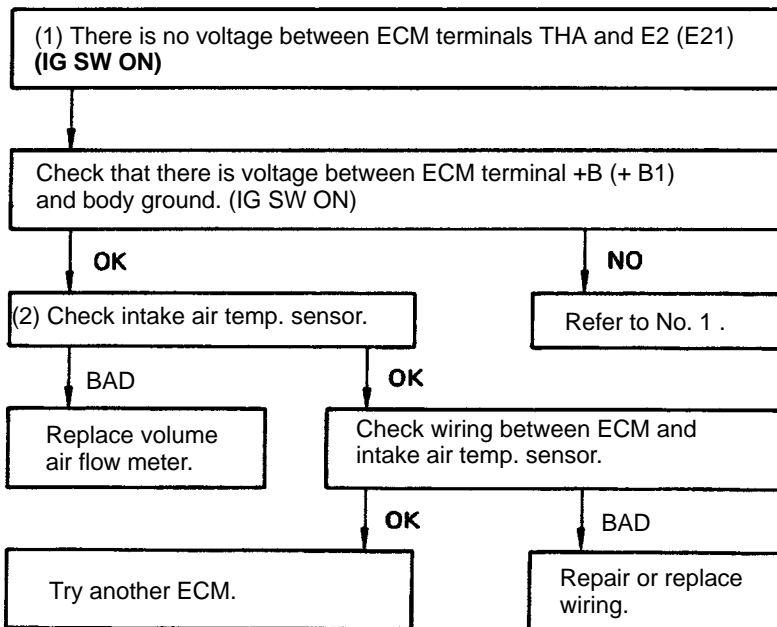 (1) There is no voltage between ECM terminals THA and E2 (E21)
(IG SW ON)
Check that there is voltage between ECM terminal +B (+ B1)
and body ground. (IG SW ON)
OK
NO
(2) Check intake air temp. sensor.
Refer to No. 1 .
BAD
OK
Replace volume
air flow meter.
Check wiring between ECM and
intake air temp. sensor.
OK
BAD
Try another ECM.
Repair or replace
wiring.